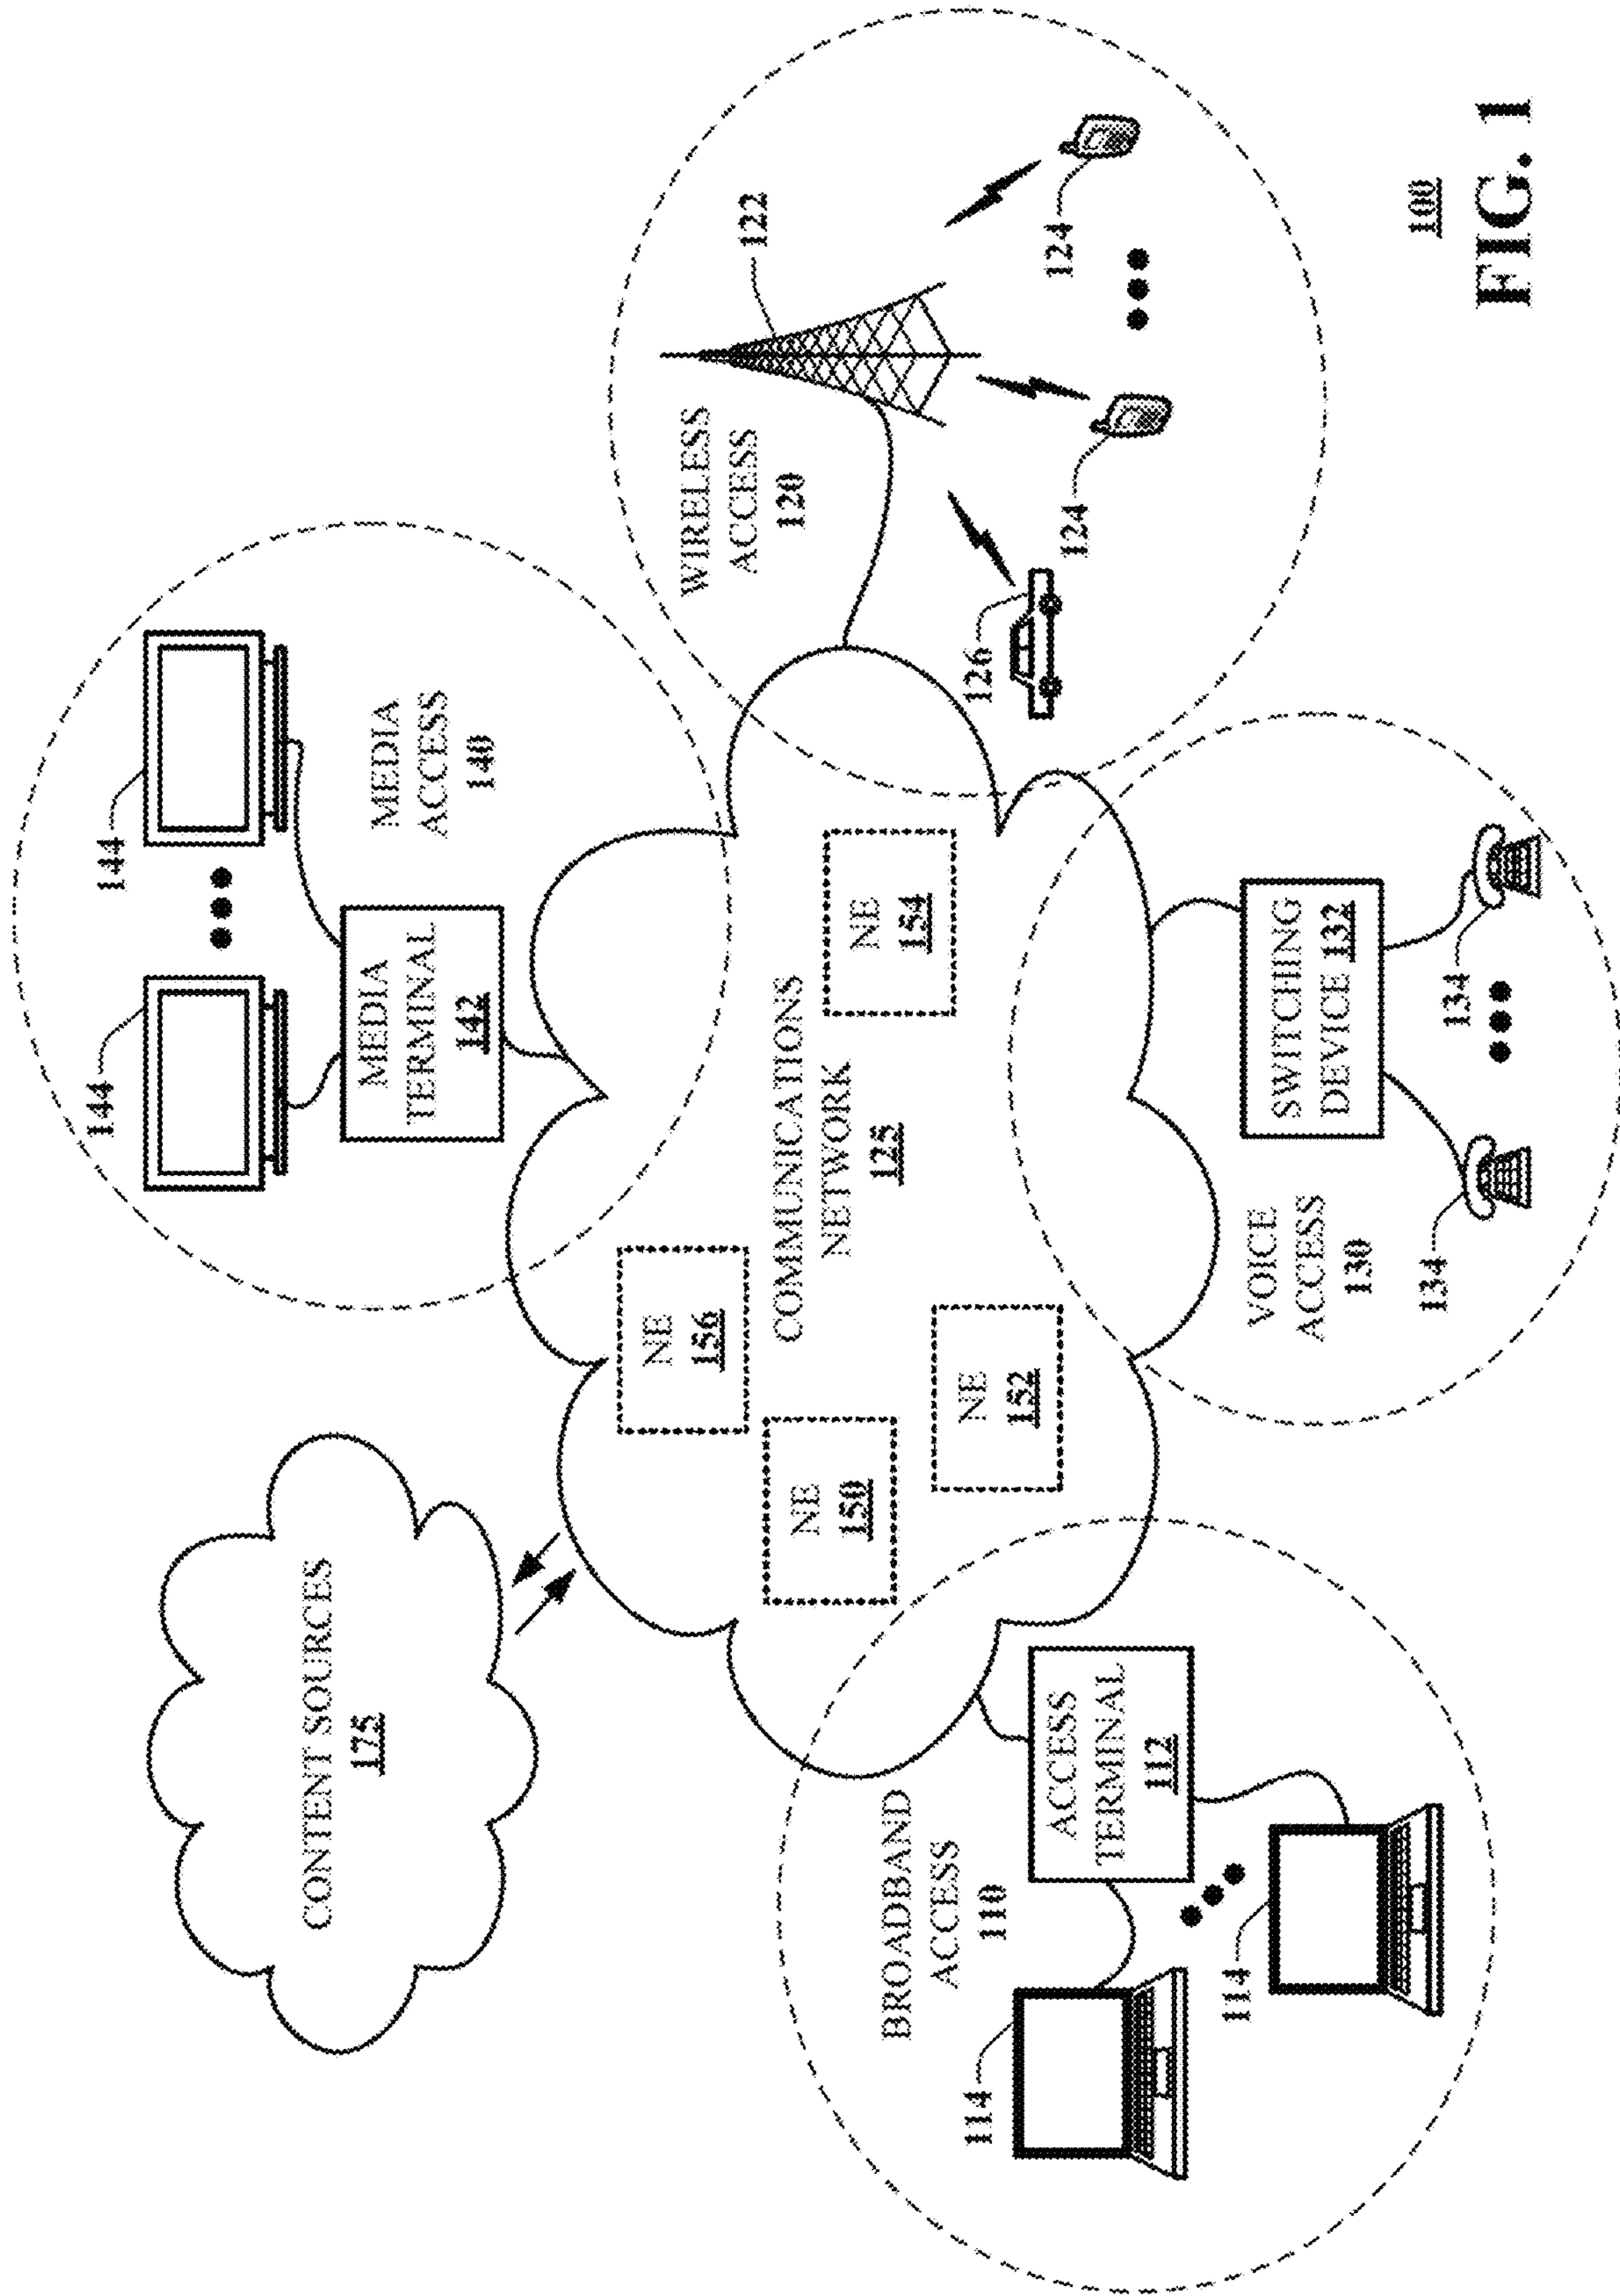 CONTENT SOURCES
175
144
144
MEDIA
TERMINAL
142
MEDIA
ACCESS
140
NE
156
NE
150
COMMUNICATIONS
NETWORK
125
NE
154
NE
152
WIRELESS
ACCESS
120
122
126
124
124
BROADBAND
ACCESS
110
ACCESS
TERMINAL
112
114
114
VOICE
ACCESS
130
SWITCHING
DEVICE 132
134
134
100
FIG. 1